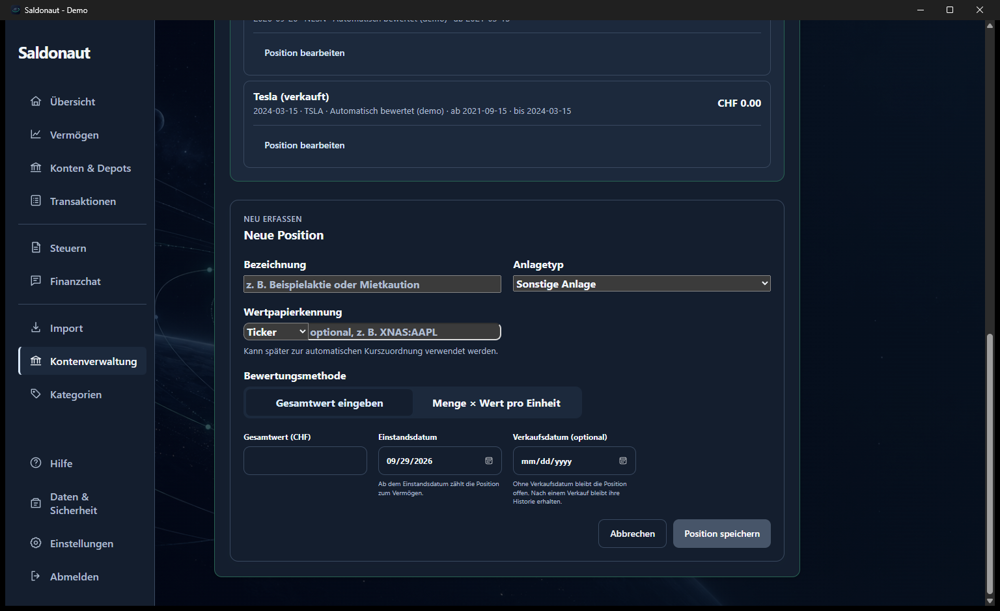 Saldonaut - Demo
Saldonaut
Übersicht
Vermögen
Konten & Depots
Transaktionen
Steuern
Finanzchat
Import
Kontenverwaltung
Kategorien
Hilfe
Daten &
Sicherheit
Einstellungen
Abmelden
Position bearbeiten
Tesla (verkauft)
2024-03-15 · TSLA · Automatisch bewertet (demo) · ab 2021-09-15 · bis 2024-03-15
CHF 0.00
Position bearbeiten
NEU ERFASSEN
Neue Position
Bezeichnung
z. B. Beispielaktie oder Mietkaution
Anlagetyp
Sonstige Anlage
Wertpapierkennung
Ticker
optional, z. B. XNAS:AAPL
Kann später zur automatischen Kurszuordnung verwendet werden.
Bewertungsmethode
Gesamtwert eingeben
Menge × Wert pro Einheit
Gesamtwert (CHF)
Einstandsdatum
09/29/2026
Ab dem Einstandsdatum zählt die Position
zum Vermögen.
Verkaufsdatum (optional)
mm/dd/yyyy
Ohne Verkaufsdatum bleibt die Position
offen. Nach einem Verkauf bleibt ihre
Historie erhalten.
Abbrechen
Position speichern